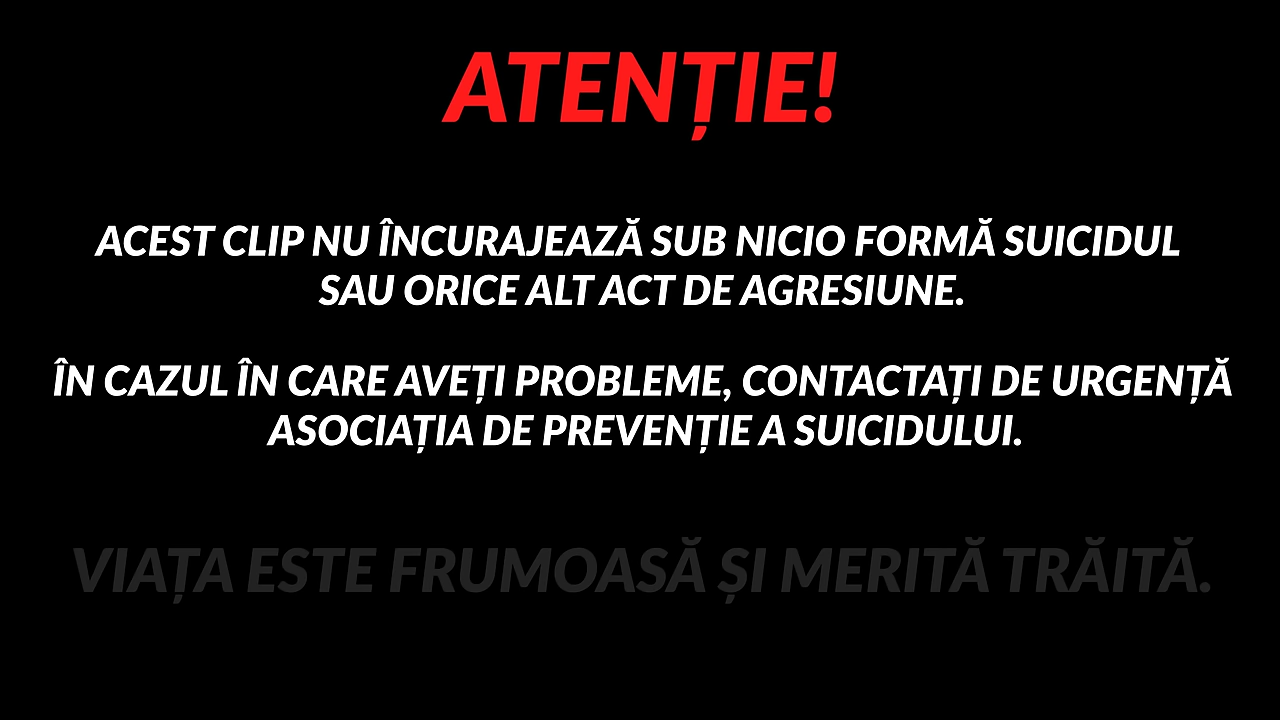 ATENȚIE!
ACEST CLIP NU ÎNCURAJEAZĂ SUB NICIO FORMĂ SUICIDUL
SAU ORICE ALT ACT DE AGRESIUNE.
ÎN CAZUL ÎN CARE AVEȚI PROBLEME, CONTACTAȚI DE URGENȚĂ
ASOCIAȚIA DE PREVENȚIE A SUICIDULUI.
VIAȚA ESTE FRUMOASĂ ȘI MERITĂ TRĂITĂ.